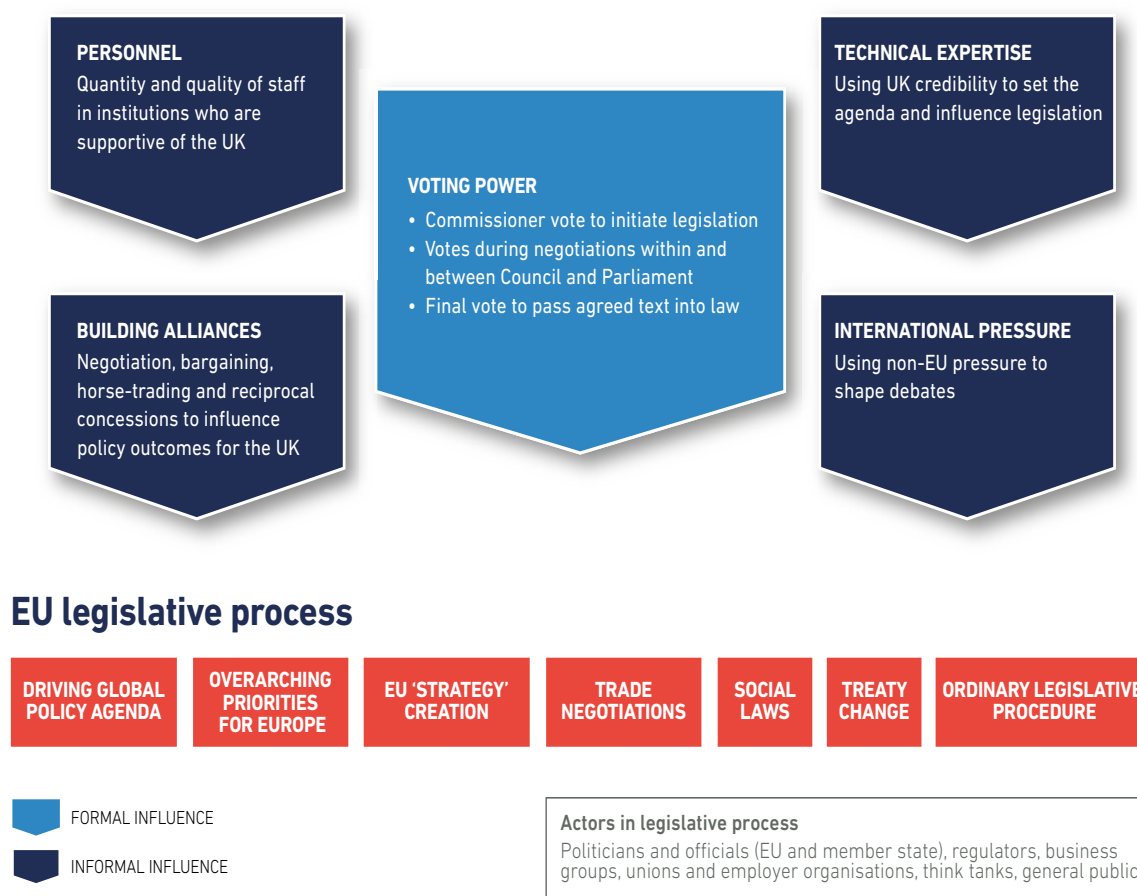 PERSONNEL
Quantity and quality of staff
in institutions who are
supportive of the UK
BUILDING ALLIANCES
Negotiation, bargaining,
horse-trading and reciprocal
concessions to influence
policy outcomes for the UK
VOTING POWER
• Commissioner vote to initiate legislation
• Votes during negotiations within and
between Council and Parliament
• Final vote to pass agreed text into law
TECHNICAL EXPERTISE
Using UK credibility to set the
agenda and influence legislation
INTERNATIONAL PRESSURE
Using non-EU pressure to
shape debates
EU legislative process
DRIVING GLOBAL
POLICY AGENDA
OVERARCHING
PRIORITIES
FOR EUROPE
EU ‘STRATEGY’
CREATION
TRADE
NEGOTIATIONS
SOCIAL
LAWS
TREATY
CHANGE
ORDINARY LEGISLATIVE
PROCEDURE
FORMAL INFLUENCE
INFORMAL INFLUENCE
Actors in legislative process
Politicians and officials (EU and member state), regulators, business
groups, unions and employer organisations, think tanks, general public